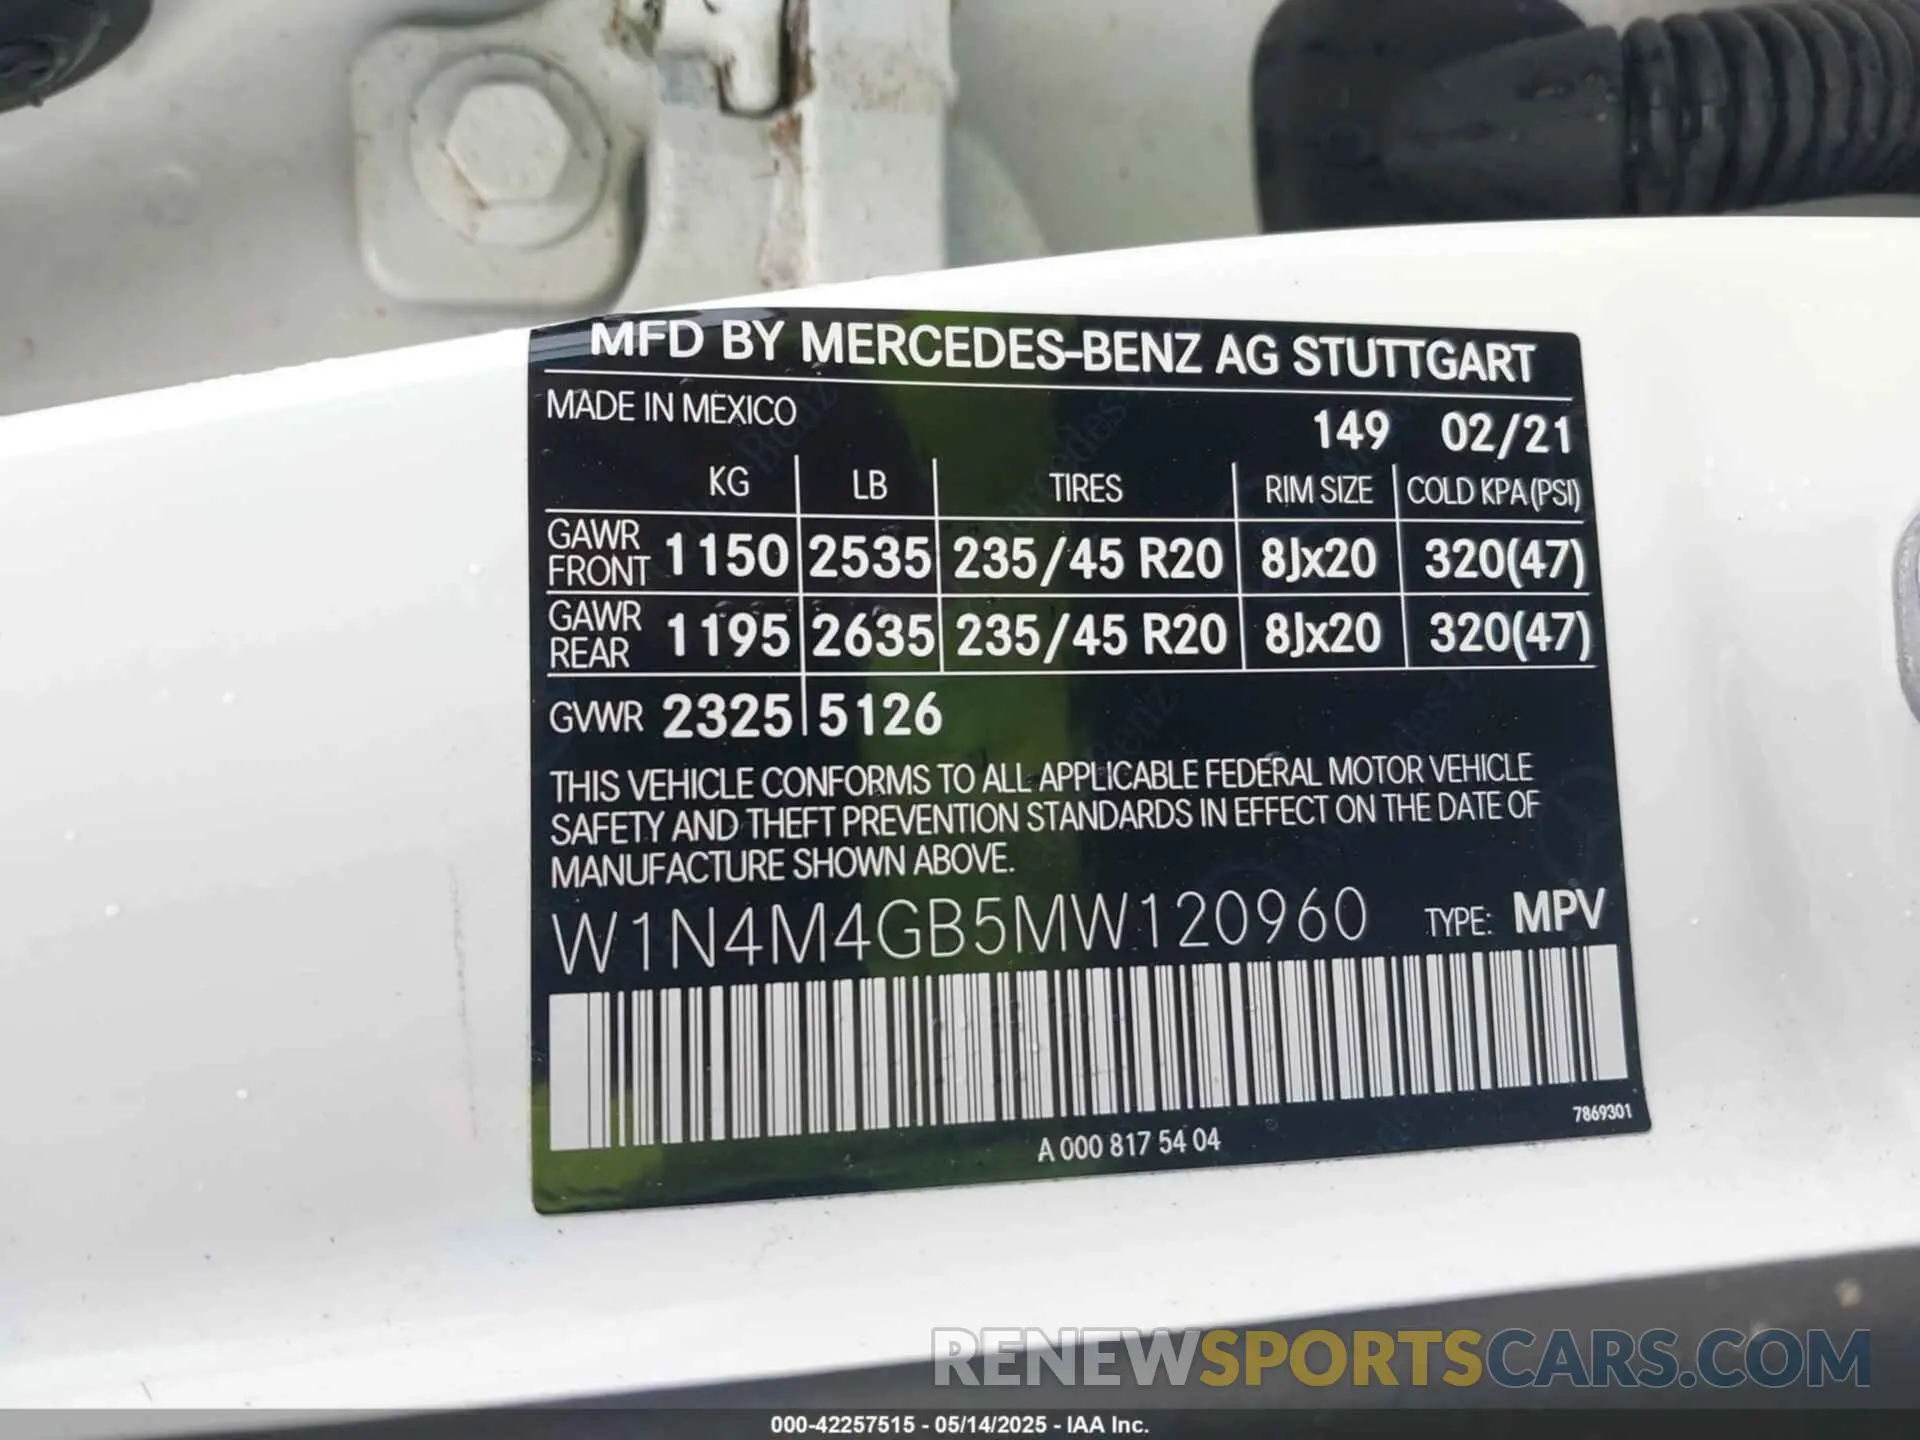 MFD BY MERCEDES-BENZ AG STUTTGART
MADE IN MEXICO
149 02/21
KG LB TIRES RIM SIZE COLD KPA (PSI)
GAWR FRONT 1150 2535 235/45 R20 8Jx20 320(47)
GAWR REAR 1195 2635 235/45 R20 8Jx20 320(47)
GVWR 2325 5126
THIS VEHICLE CONFORMS TO ALL APPLICABLE FEDERAL MOTOR VEHICLE
SAFETY AND THEFT PREVENTION STANDARDS IN EFFECT ON THE DATE OF
MANUFACTURE SHOWN ABOVE.
W1N4M4GB5MW120960 TYPE: MPV
7869301
A 000 817 54 04
RENEWSPORTSCARS.COM
000-42257515 - 05/14/2025 - IAA Inc.